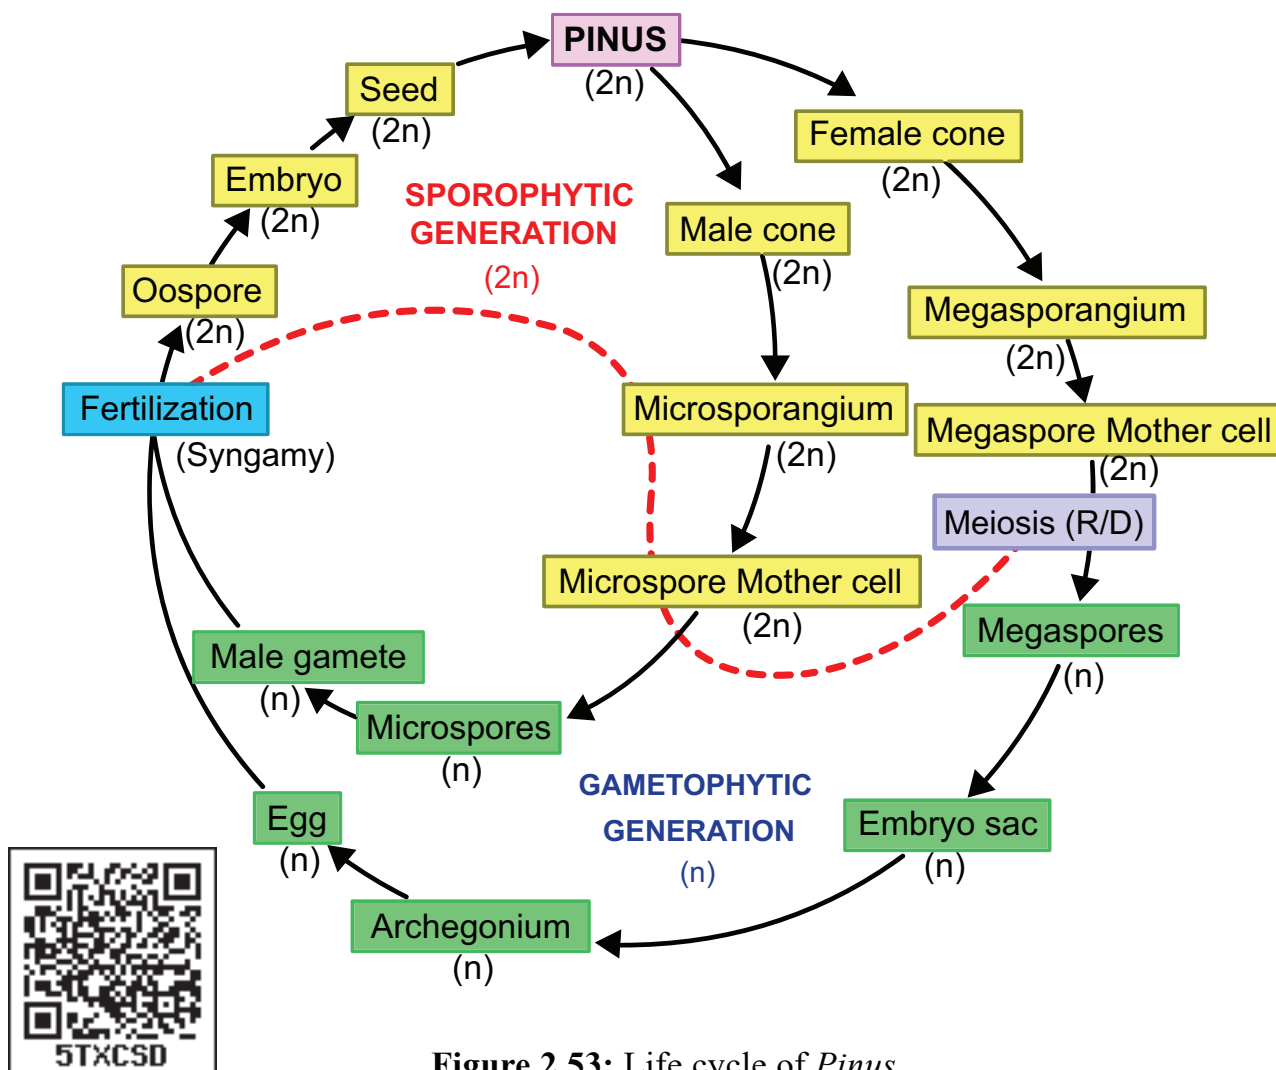 PINUS
(2n)
Seed
(2n)
Female cone
(2n)
Embryo
(2n)
SPOROPHYTIC
GENERATION
(2n)
Male cone
(2n)
Oospore
(2n)
Megasporangium
(2n)
Fertilization
(Syngamy)
Microsporangium
(2n)
Megaspore Mother cell
(2n)
Meiosis (R/D)
Microspore Mother cell
(2n)
Megaspores
(n)
Male gamete
(n)
Microspores
(n)
GAMETOPHYTIC
GENERATION
(n)
Egg
(n)
Embryo sac
(n)
Archegonium
(n)
5TXCSD
Figure 2.53: Life cycle of Pinus